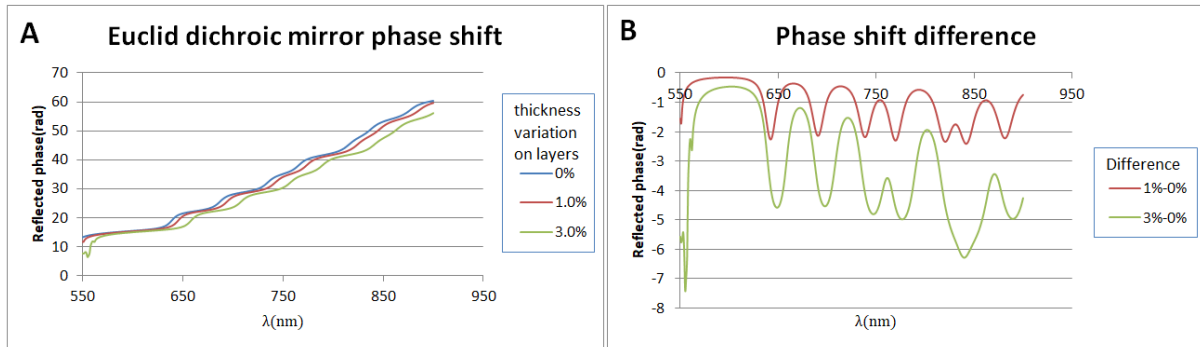 A
Euclid dichroic mirror phase shift
Reflected phase(rad)
70
60
50
40
30
20
10
0
550
650
750
850
950
λ(nm)
thickness
variation
on layers
0%
1.0%
3.0%
B
Phase shift difference
Reflected phase(rad)
0
-1
-2
-3
-4
-5
-6
-7
-8
550
650
750
850
950
λ(nm)
Difference
1%-0%
3%-0%